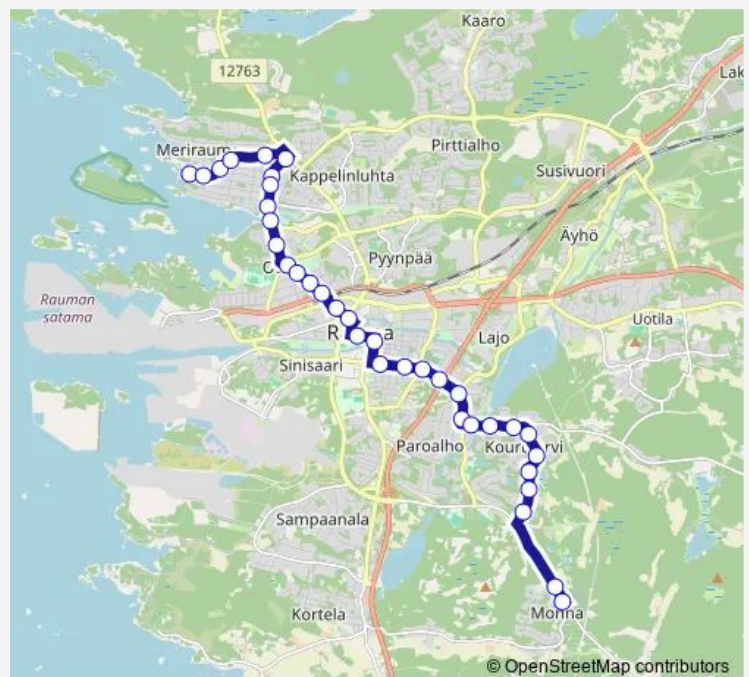 Kaaro
12763
Lak
Meriraum
Pirttialho
Kappelinluhta
Susivuori
Äyhö
Pyynpää
Rauman
satama
Uotila
Lajo
Sinisaari
Paroalho
Sampaanala
Kortela
Monna
© OpenStreetMap contributors